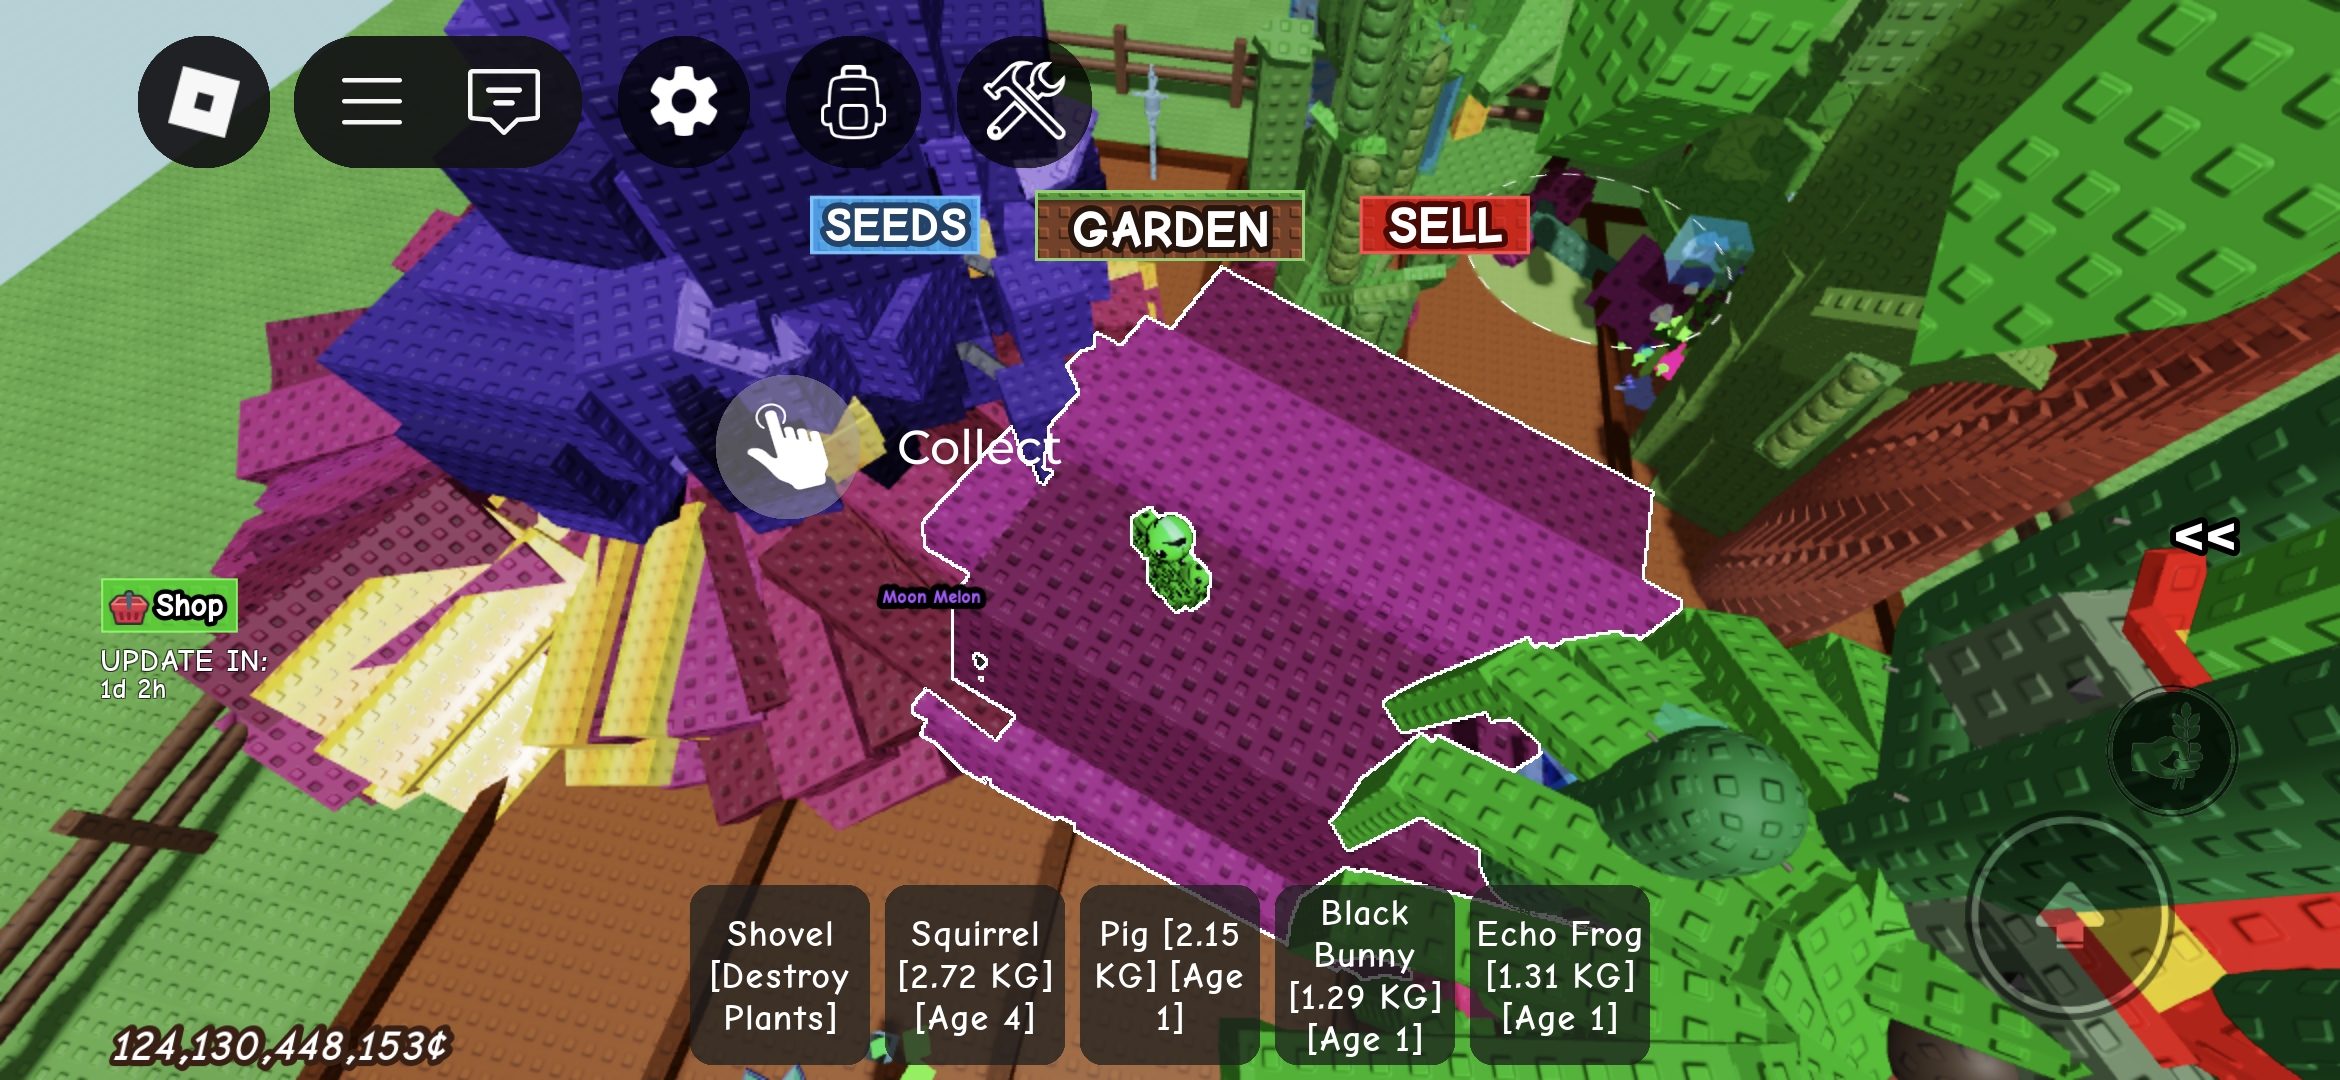 SEEDS
GARDEN
SELL
Collect
<<
Moon Melon
Shop
UPDATE IN:
1d 2h
Shovel
[Destroy
Plants]
Squirrel
[2.72 KG]
[Age 4]
Pig [2.15
KG] [Age
1]
Black
Bunny
[1.29 KG]
[Age 1]
Echo Frog
[1.31 KG]
[Age 1]
124,130,448,153¢